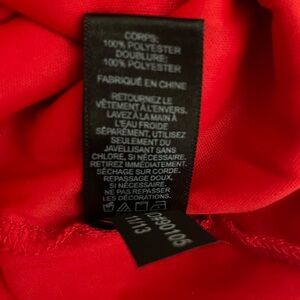 CORPS:
100% POLYESTER
DOUBLURE:
100% POLYESTER
FABRIQUÉ EN CHINE
RETOURNEZ LE
VÊTEMENT À L'ENVERS.
LAVEZ À LA MAIN À
L'EAU FROIDE
SÉPARÉMENT, UTILISEZ
SEULEMENT DU
JAVELLISANT SANS
CHLORE, SI NÉCESSAIRE.
RETIREZ IMMÉDIATEMENT.
SÉCHAGE SUR CORDE.
REPASSAGE DOUX,
SI NÉCESSAIRE.
NE PAS REPASSER
LES DÉCORATIONS.
11/13